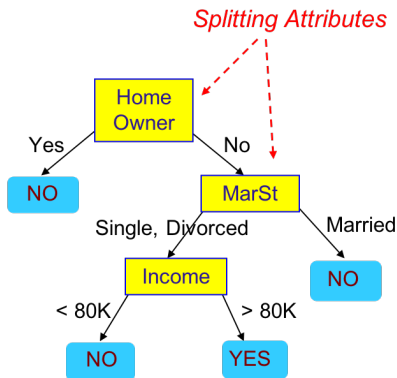 Splitting Attributes
Home
Owner
Yes
No
NO
MarSt
Single, Divorced
Married
Income
NO
< 80K
> 80K
NO
YES